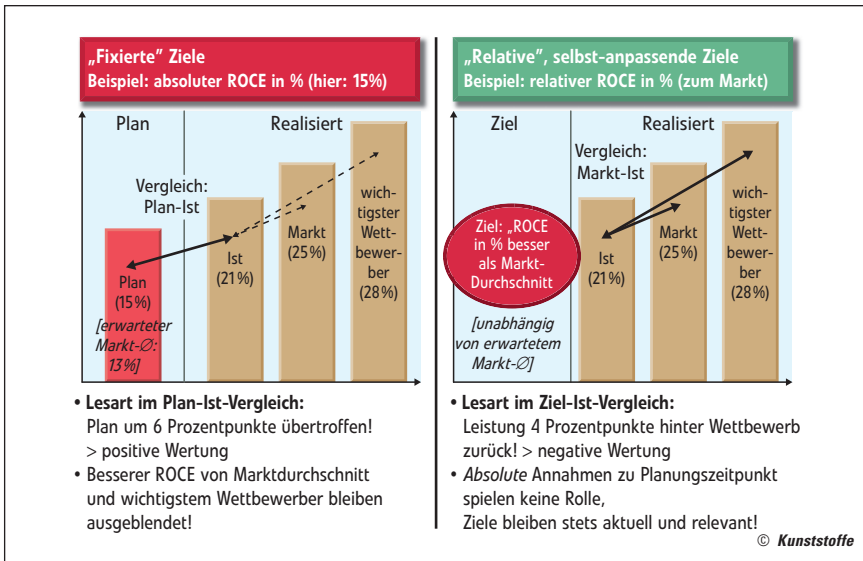 „Fixierte” Ziele
Beispiel: absoluter ROCE in % (hier: 15%)
Plan
Realisiert
Vergleich:
Plan-Ist
Plan
(15%)
[erwarteter
Markt-∅:
13%]
Ist
(21%)
Markt
(25%)
wich-
tigster
Wett-
bewer-
ber
(28%)
• Lesart im Plan-Ist-Vergleich:
Plan um 6 Prozentpunkte übertroffen!
> positive Wertung
• Besserer ROCE von Marktdurchschnitt
und wichtigstem Wettbewerber bleiben
ausgeblendet!
„Relative”, selbst-anpassende Ziele
Beispiel: relativer ROCE in % (zum Markt)
Ziel
Realisiert
Vergleich:
Markt-Ist
Ziel: „ROCE
in % besser
als Markt-
Durchschnitt
[unabhängig
von erwartetem
Markt-∅]
Ist
(21%)
Markt
(25%)
wich-
tigster
Wett-
bewer-
ber
(28%)
• Lesart im Ziel-Ist-Vergleich:
Leistung 4 Prozentpunkte hinter Wettbewerb
zurück! > negative Wertung
• Absolute Annahmen zu Planungszeitpunkt
spielen keine Rolle,
Ziele bleiben stets aktuell und relevant!
© Kunststoffe